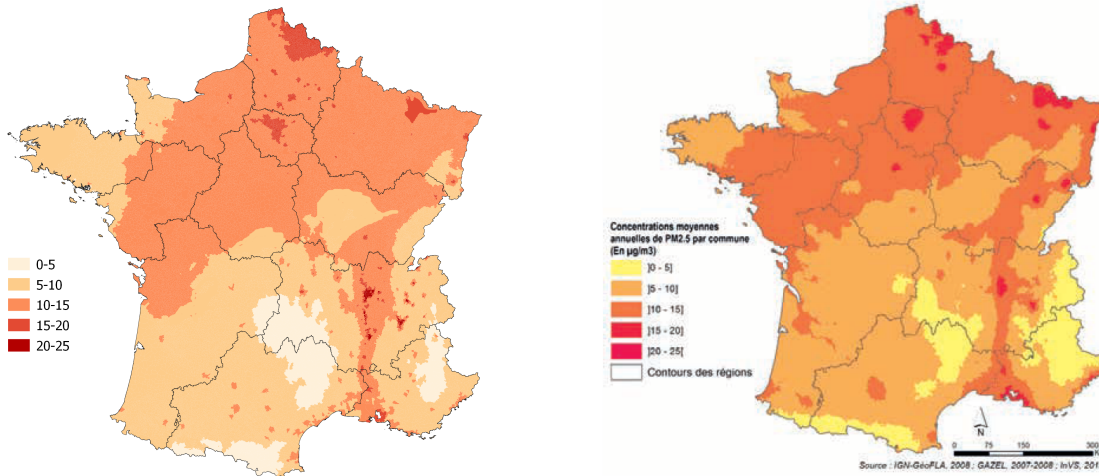 0-5
5-10
10-15
15-20
20-25
Concentrations moyennes
annuelles de PM2.5 par commune
(En µg/m3)
]0 - 5]
]5 - 10]
]10 - 15]
]15 - 20]
]20 - 25[
Contours des régions
N
0 75 150 300
Source : IGN-GéoFLA, 2008 ; GAZEL, 2007-2008 ; InVS, 201